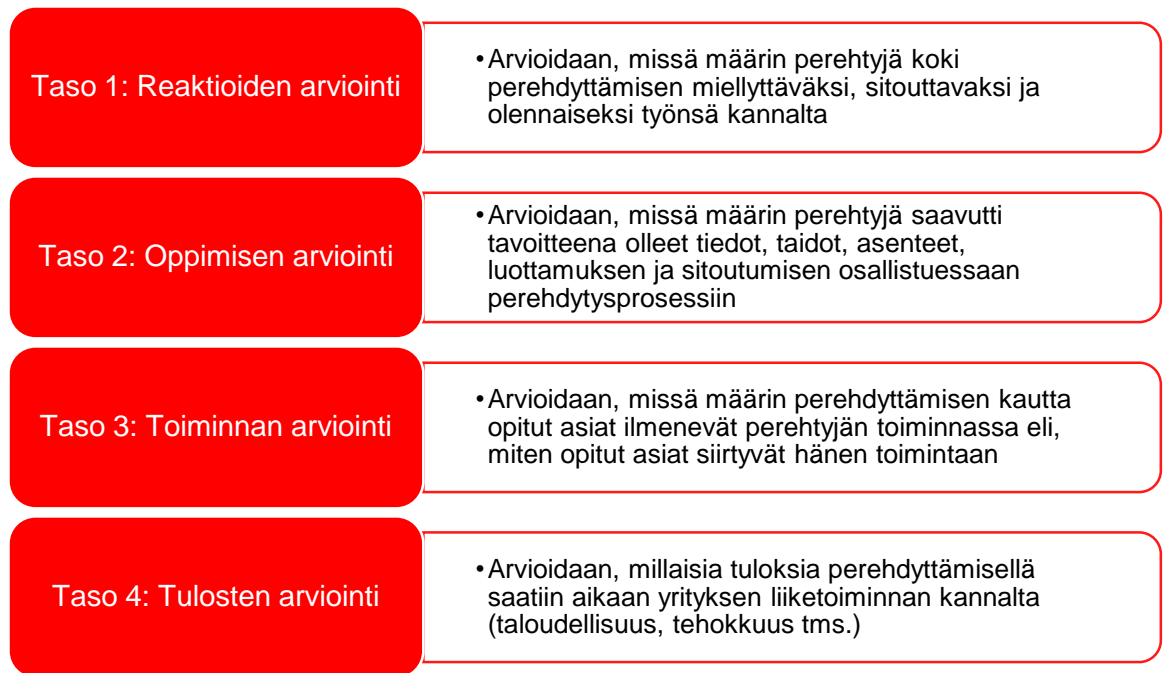 Taso 1: Reaktioiden arviointi
•Arvioidaan, missä määrin perehtyjä koki
perehdyttämisen miellyttäväksi, sitouttavaksi ja
olennaiseksi työnsä kannalta
Taso 2: Oppimisen arviointi
•Arvioidaan, missä määrin perehtyjä saavutti
tavoitteena olleet tiedot, taidot, asenteet,
luottamuksen ja sitoutumisen osallistuessaan
perehdytysprosessiin
Taso 3: Toiminnan arviointi
•Arvioidaan, missä määrin perehdyttämisen kautta
opitut asiat ilmenevät perehtyjän toiminnassa eli,
miten opitut asiat siirtyvät hänen toimintaan
Taso 4: Tulosten arviointi
•Arvioidaan, millaisia tuloksia perehdyttämisellä
saatiin aikaan yrityksen liiketoiminnan kannalta
(taloudellisuus, tehokkuus tms.)